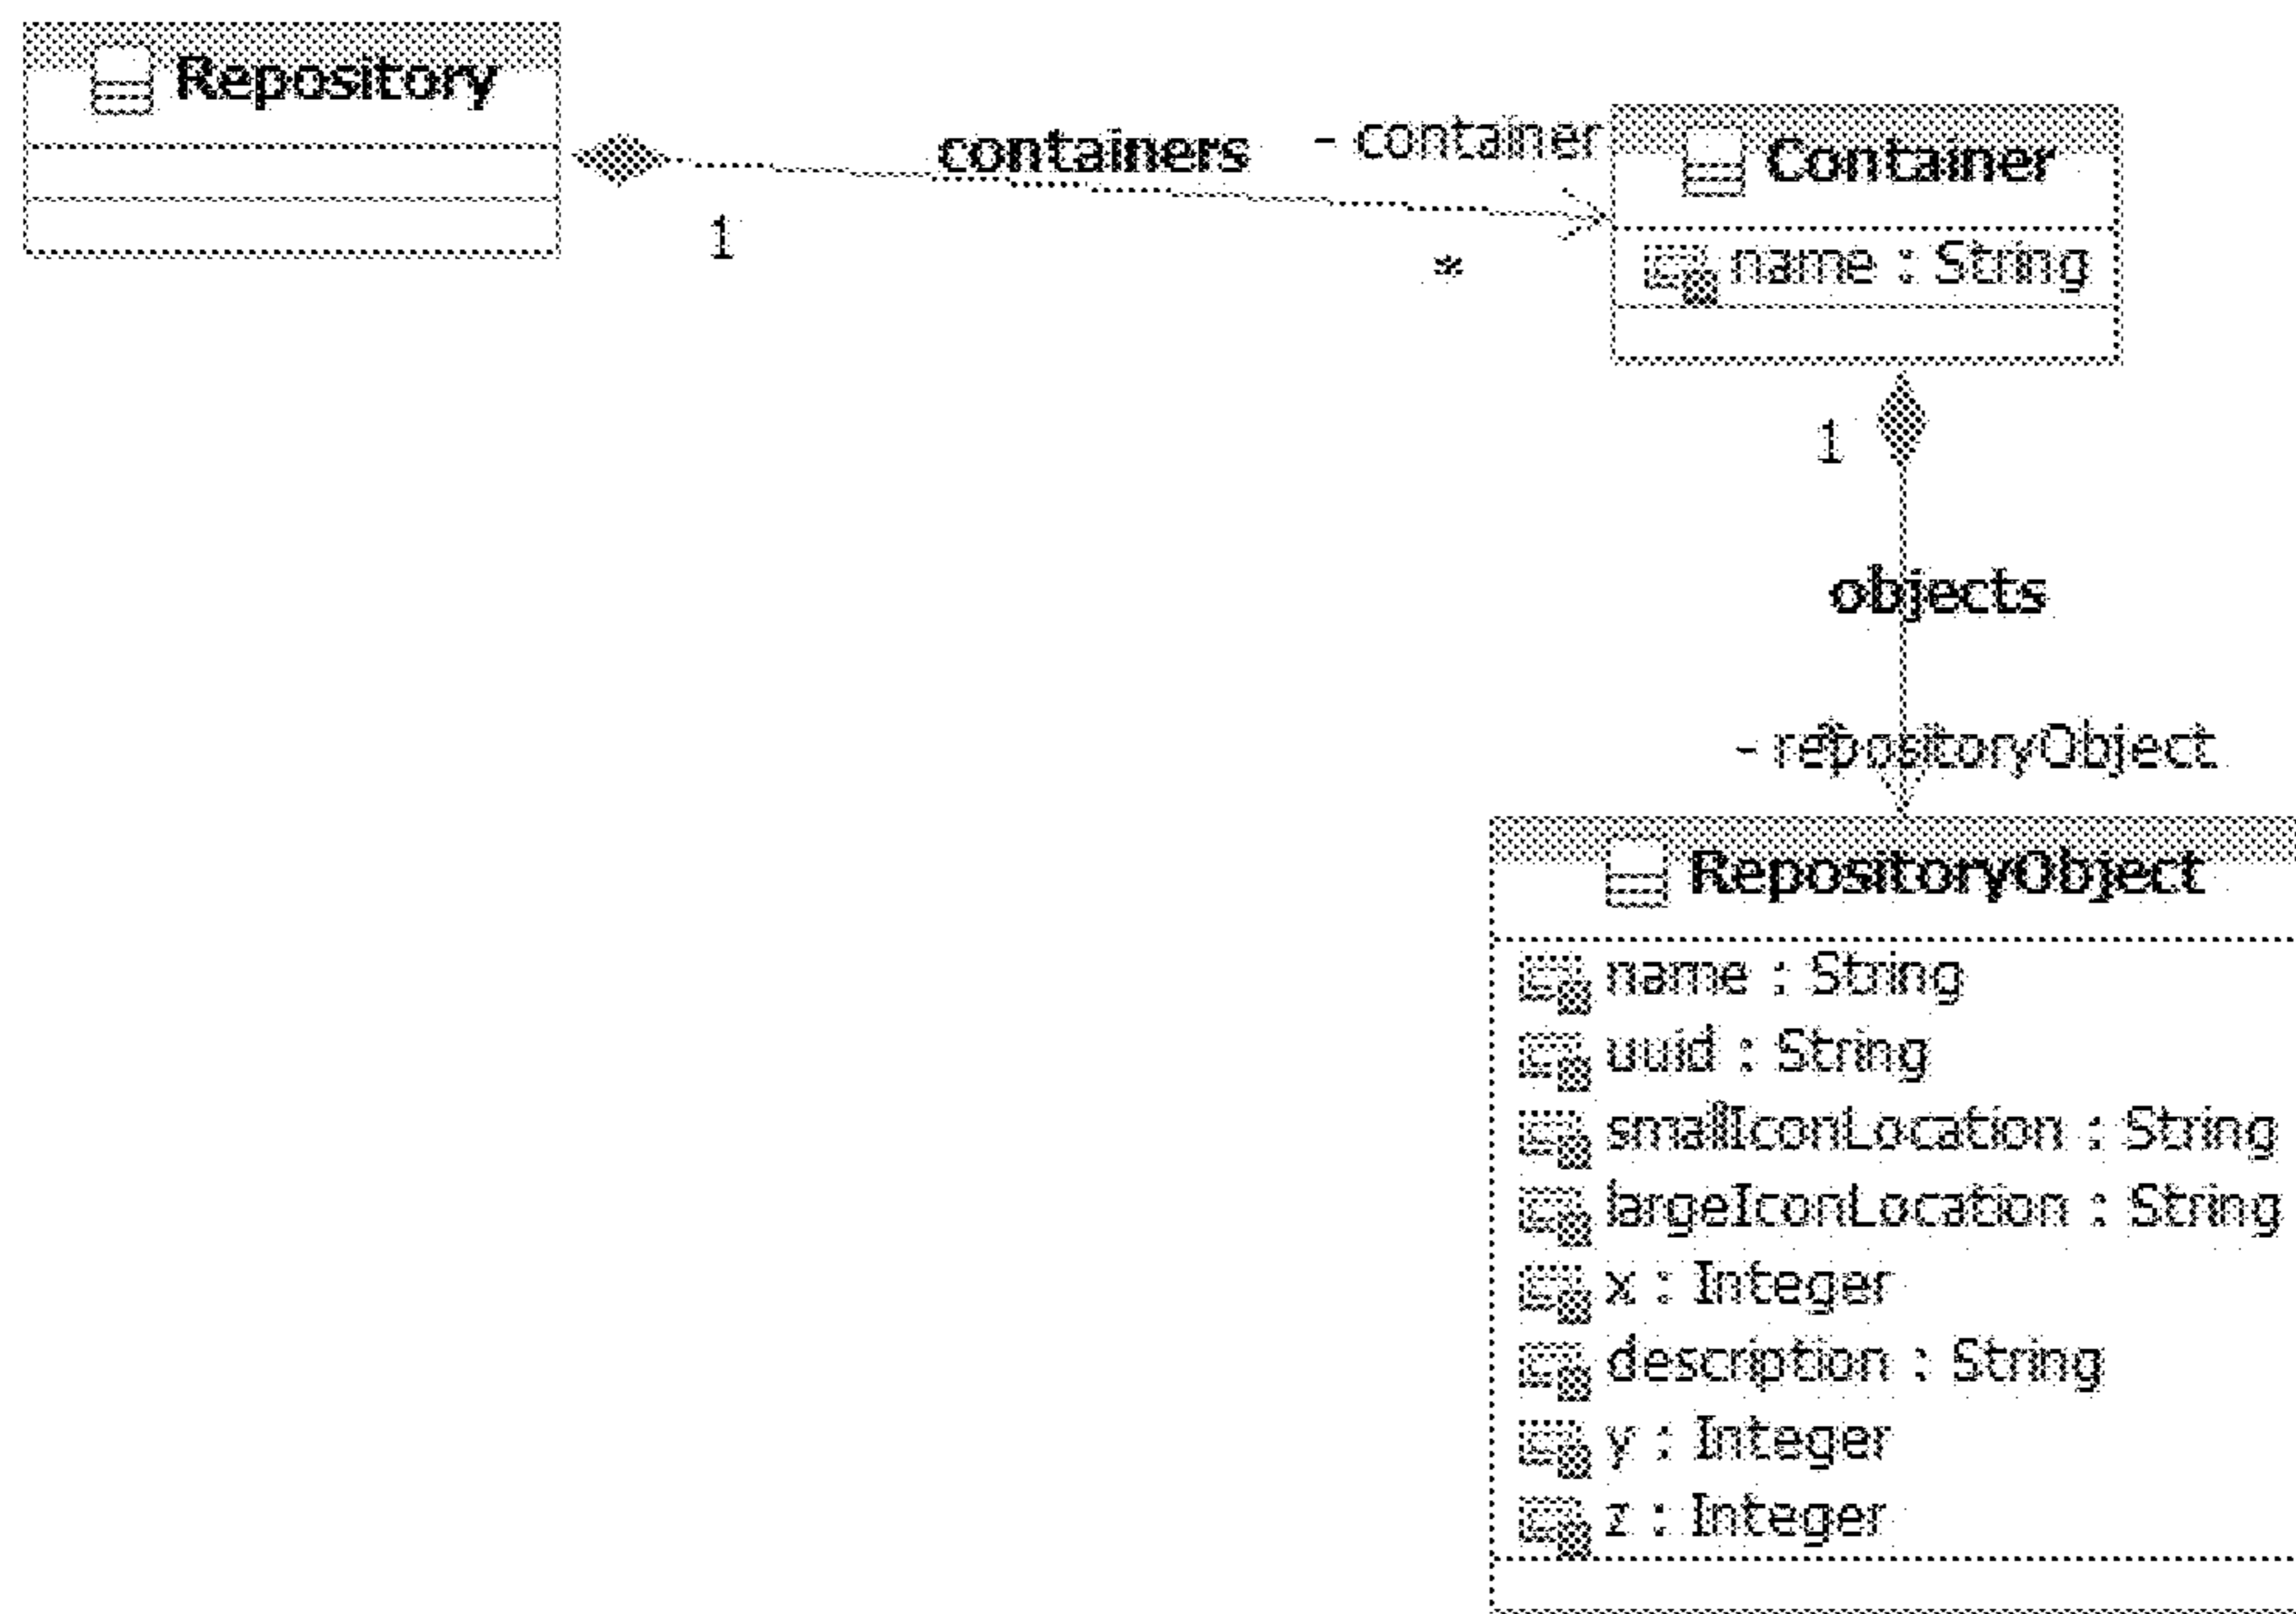 Repository
containers
- container
1
*
Container
name : String
1
objects
*
- repositoryObject
RepositoryObject
name : String
uuid : String
smallIconLocation : String
largeIconLocation : String
x : Integer
description : String
y : Integer
z : Integer